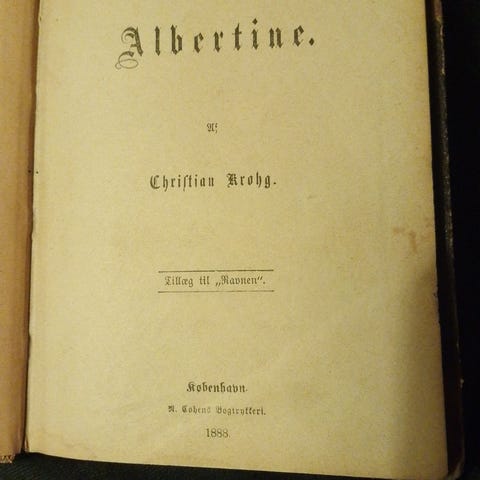 Albertine.
Af
Christian Krohg.
Tillæg til „Ravnen“.
København.
N. Cohens Bogtrykkeri.
1888.